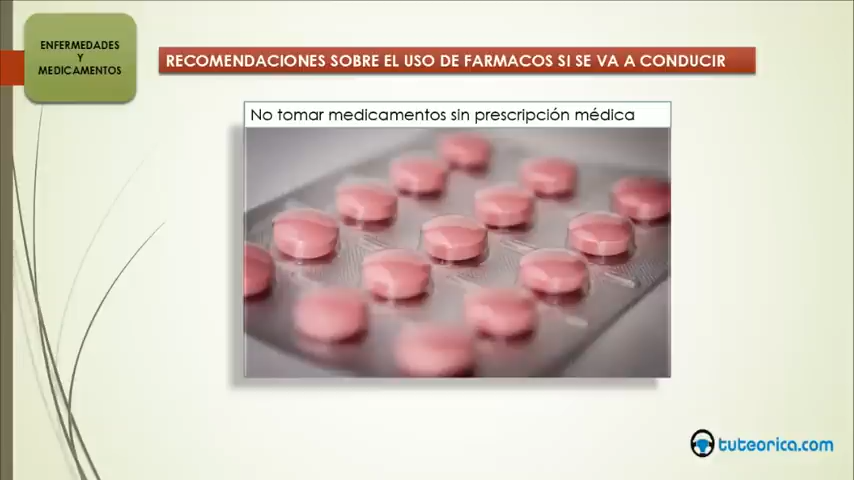 ENFERMEDADES
Y
MEDICAMENTOS
RECOMENDACIONES SOBRE EL USO DE FARMACOS SI SE VA A CONDUCIR
No tomar medicamentos sin prescripción médica
tuteorica.com